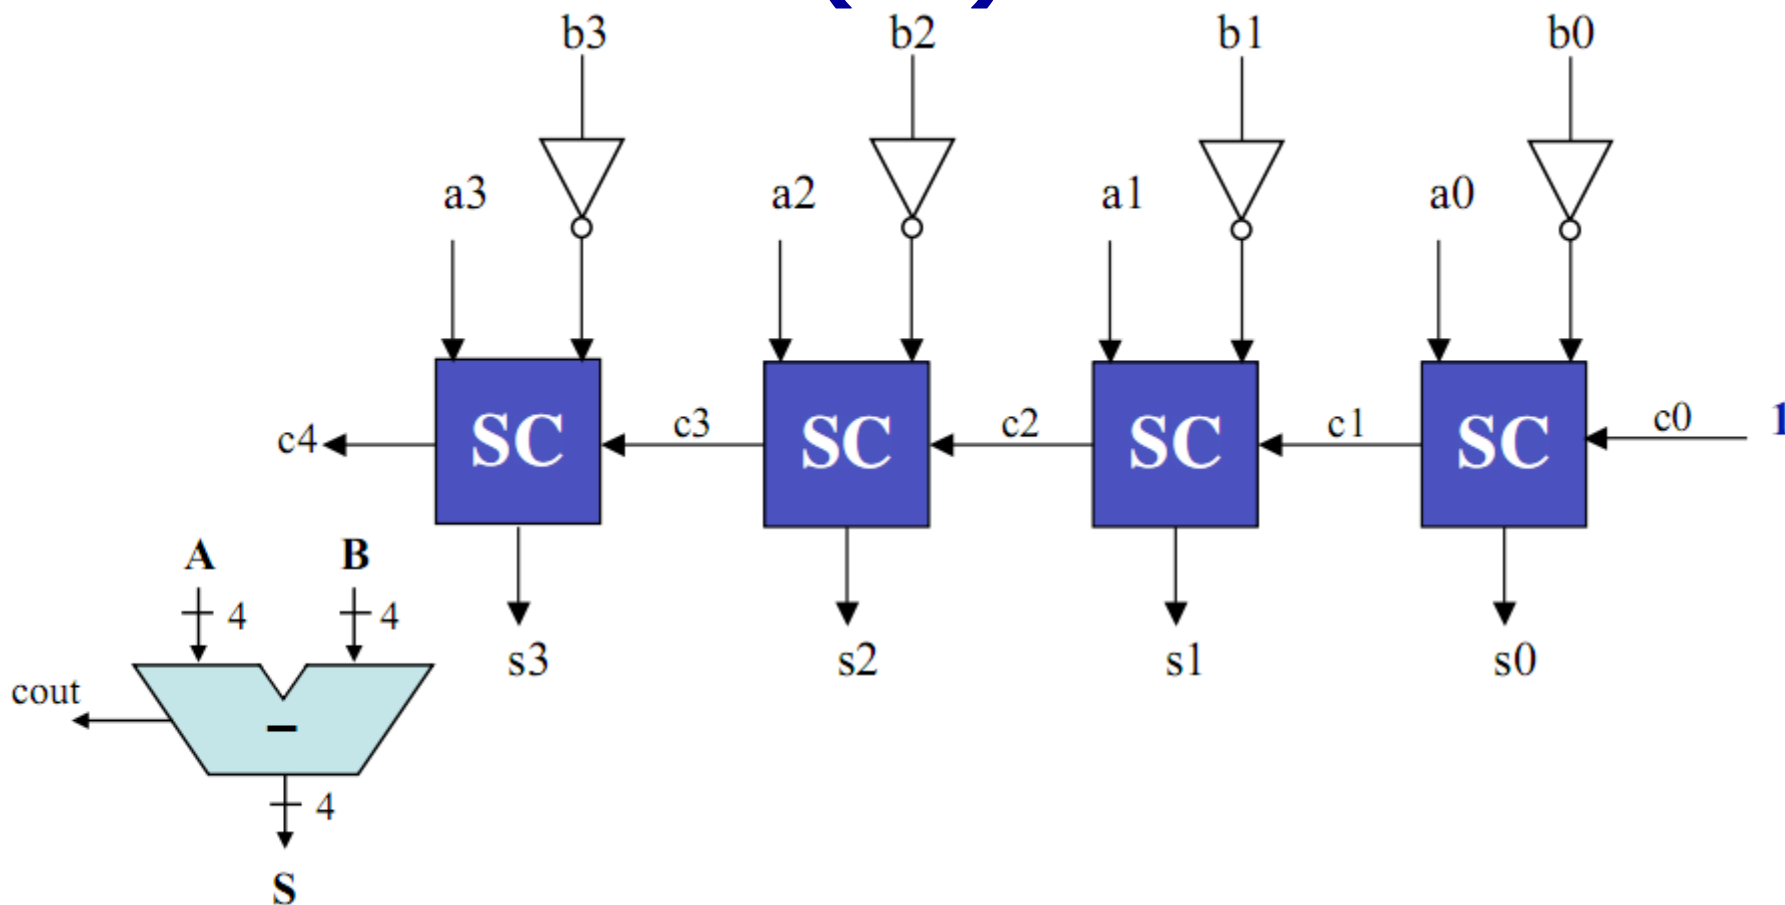 b3 b2 b1 b0
a3 a2 a1 a0
SC SC SC SC
c4 c3 c2 c1 c0 1
s3 s2 s1 s0
A B
4 4
cout
–
4
S